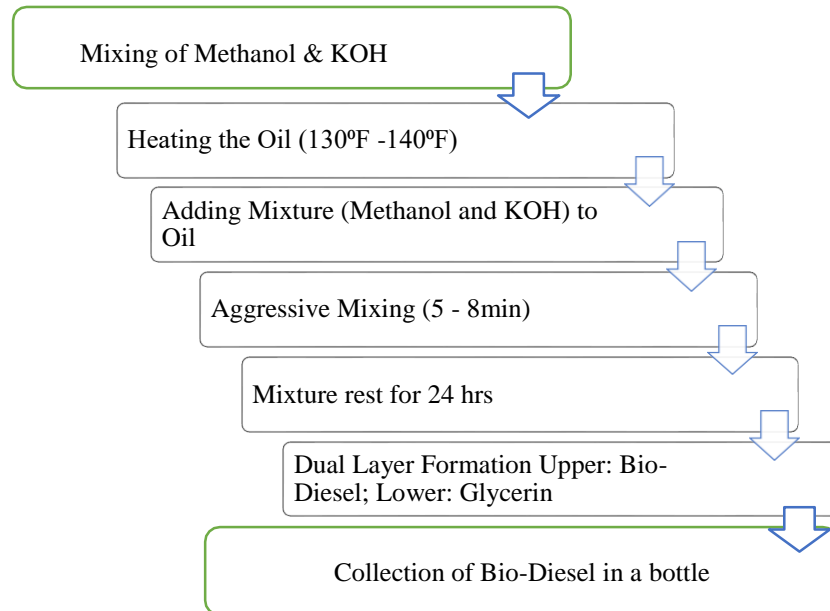 Mixing of Methanol & KOH
Heating the Oil (130ºF -140ºF)
Adding Mixture (Methanol and KOH) to
Oil
Aggressive Mixing (5 - 8min)
Mixture rest for 24 hrs
Dual Layer Formation Upper: Bio-
Diesel; Lower: Glycerin
Collection of Bio-Diesel in a bottle